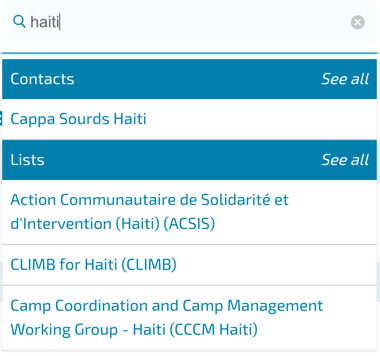 haiti
Contacts See all
Cappa Sourds Haiti
Lists See all
Action Communautaire de Solidarité et
d'Intervention (Haiti) (ACSIS)
CLIMB for Haiti (CLIMB)
Camp Coordination and Camp Management
Working Group - Haiti (CCCM Haiti)